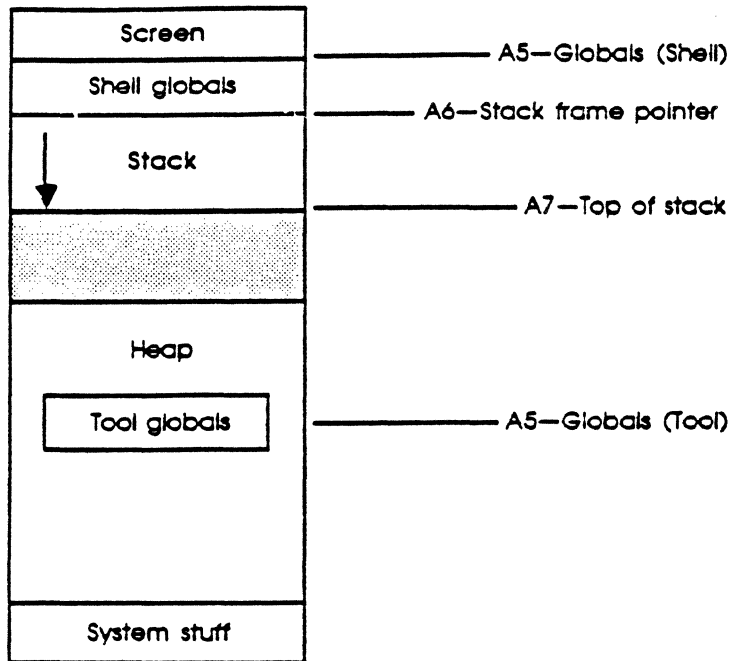 Screen
A5—Globals (Shell)
Shell globals
A6—Stack frame pointer
Stack
A7—Top of stack
Heap
Tool globals
A5—Globals (Tool)
System stuff